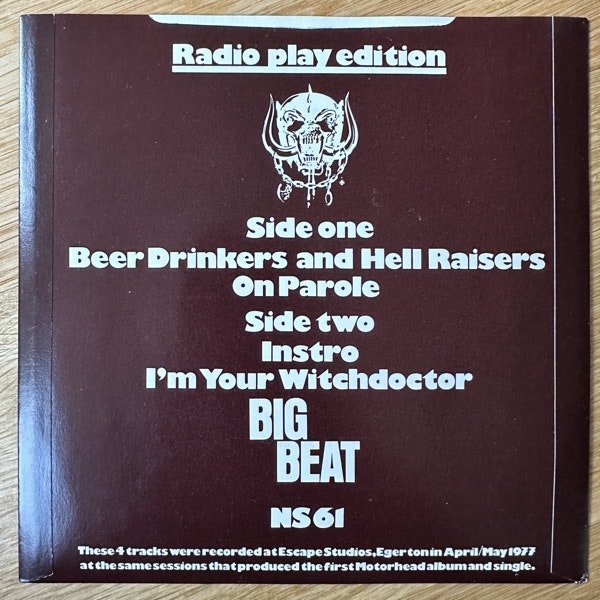 Radio play edition
Side one
Beer Drinkers and Hell Raisers
On Parole
Side two
Instro
I'm Your Witchdoctor
BIG
BEAT
NS 61
These 4 tracks were recorded at Escape Studios, Egerton in April/May 1977
at the same sessions that produced the first Motorhead album and single.